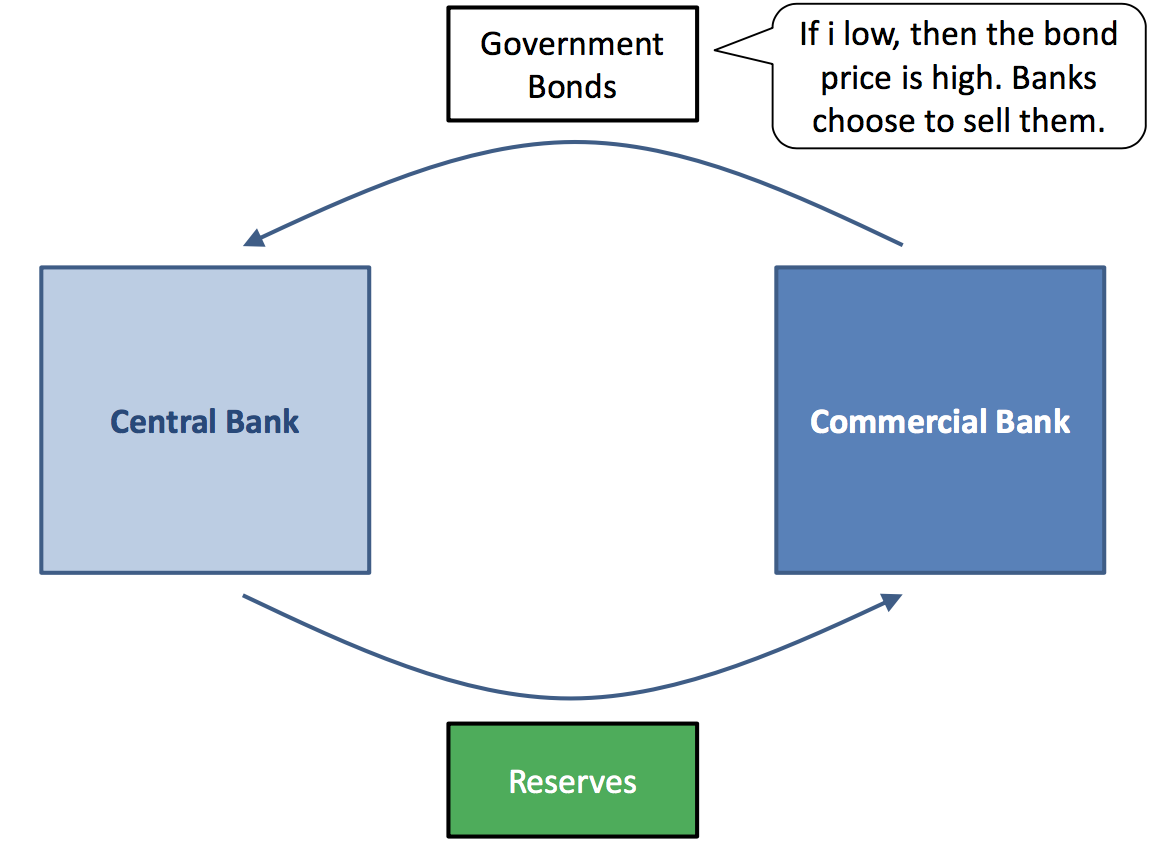 Government
Bonds
If i low, then the bond
price is high. Banks
choose to sell them.
Central Bank
Commercial Bank
Reserves